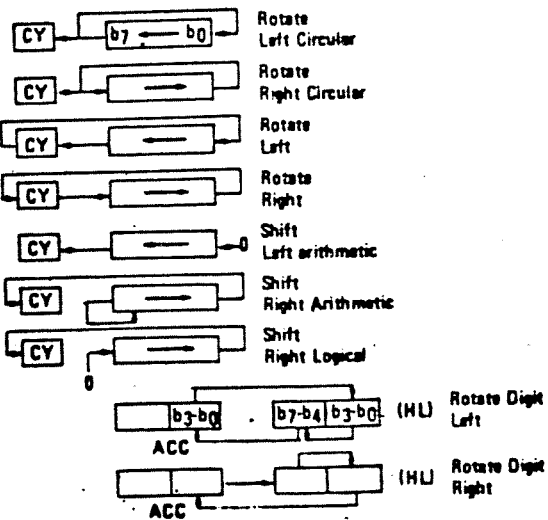 CY b7 b0 Rotate
Left Circular
CY Rotate
Right Circular
CY Rotate
Left
CY Rotate
Right
CY 0 Shift
Left arithmetic
CY Shift
Right Arithmetic
CY 0 Shift
Right Logical
b3-b0 b7-b4 b3-b0 (HL) Rotate Digit
Left
ACC
(HL) Rotate Digit
Right
ACC